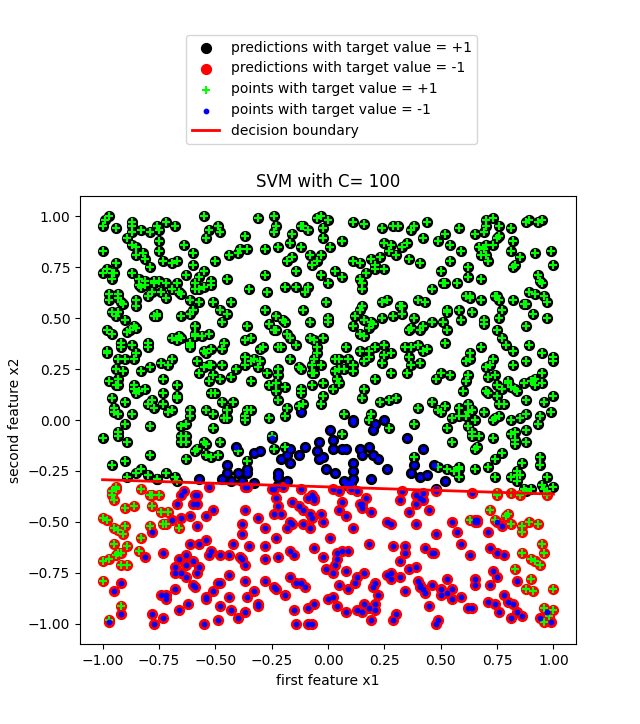 predictions with target value = +1
predictions with target value = -1
points with target value = +1
points with target value = -1
decision boundary
SVM with C= 100
1.00
0.75
0.50
0.25
0.00
−0.25
−0.50
−0.75
−1.00
second feature x2
−1.00 −0.75 −0.50 −0.25 0.00 0.25 0.50 0.75 1.00
first feature x1